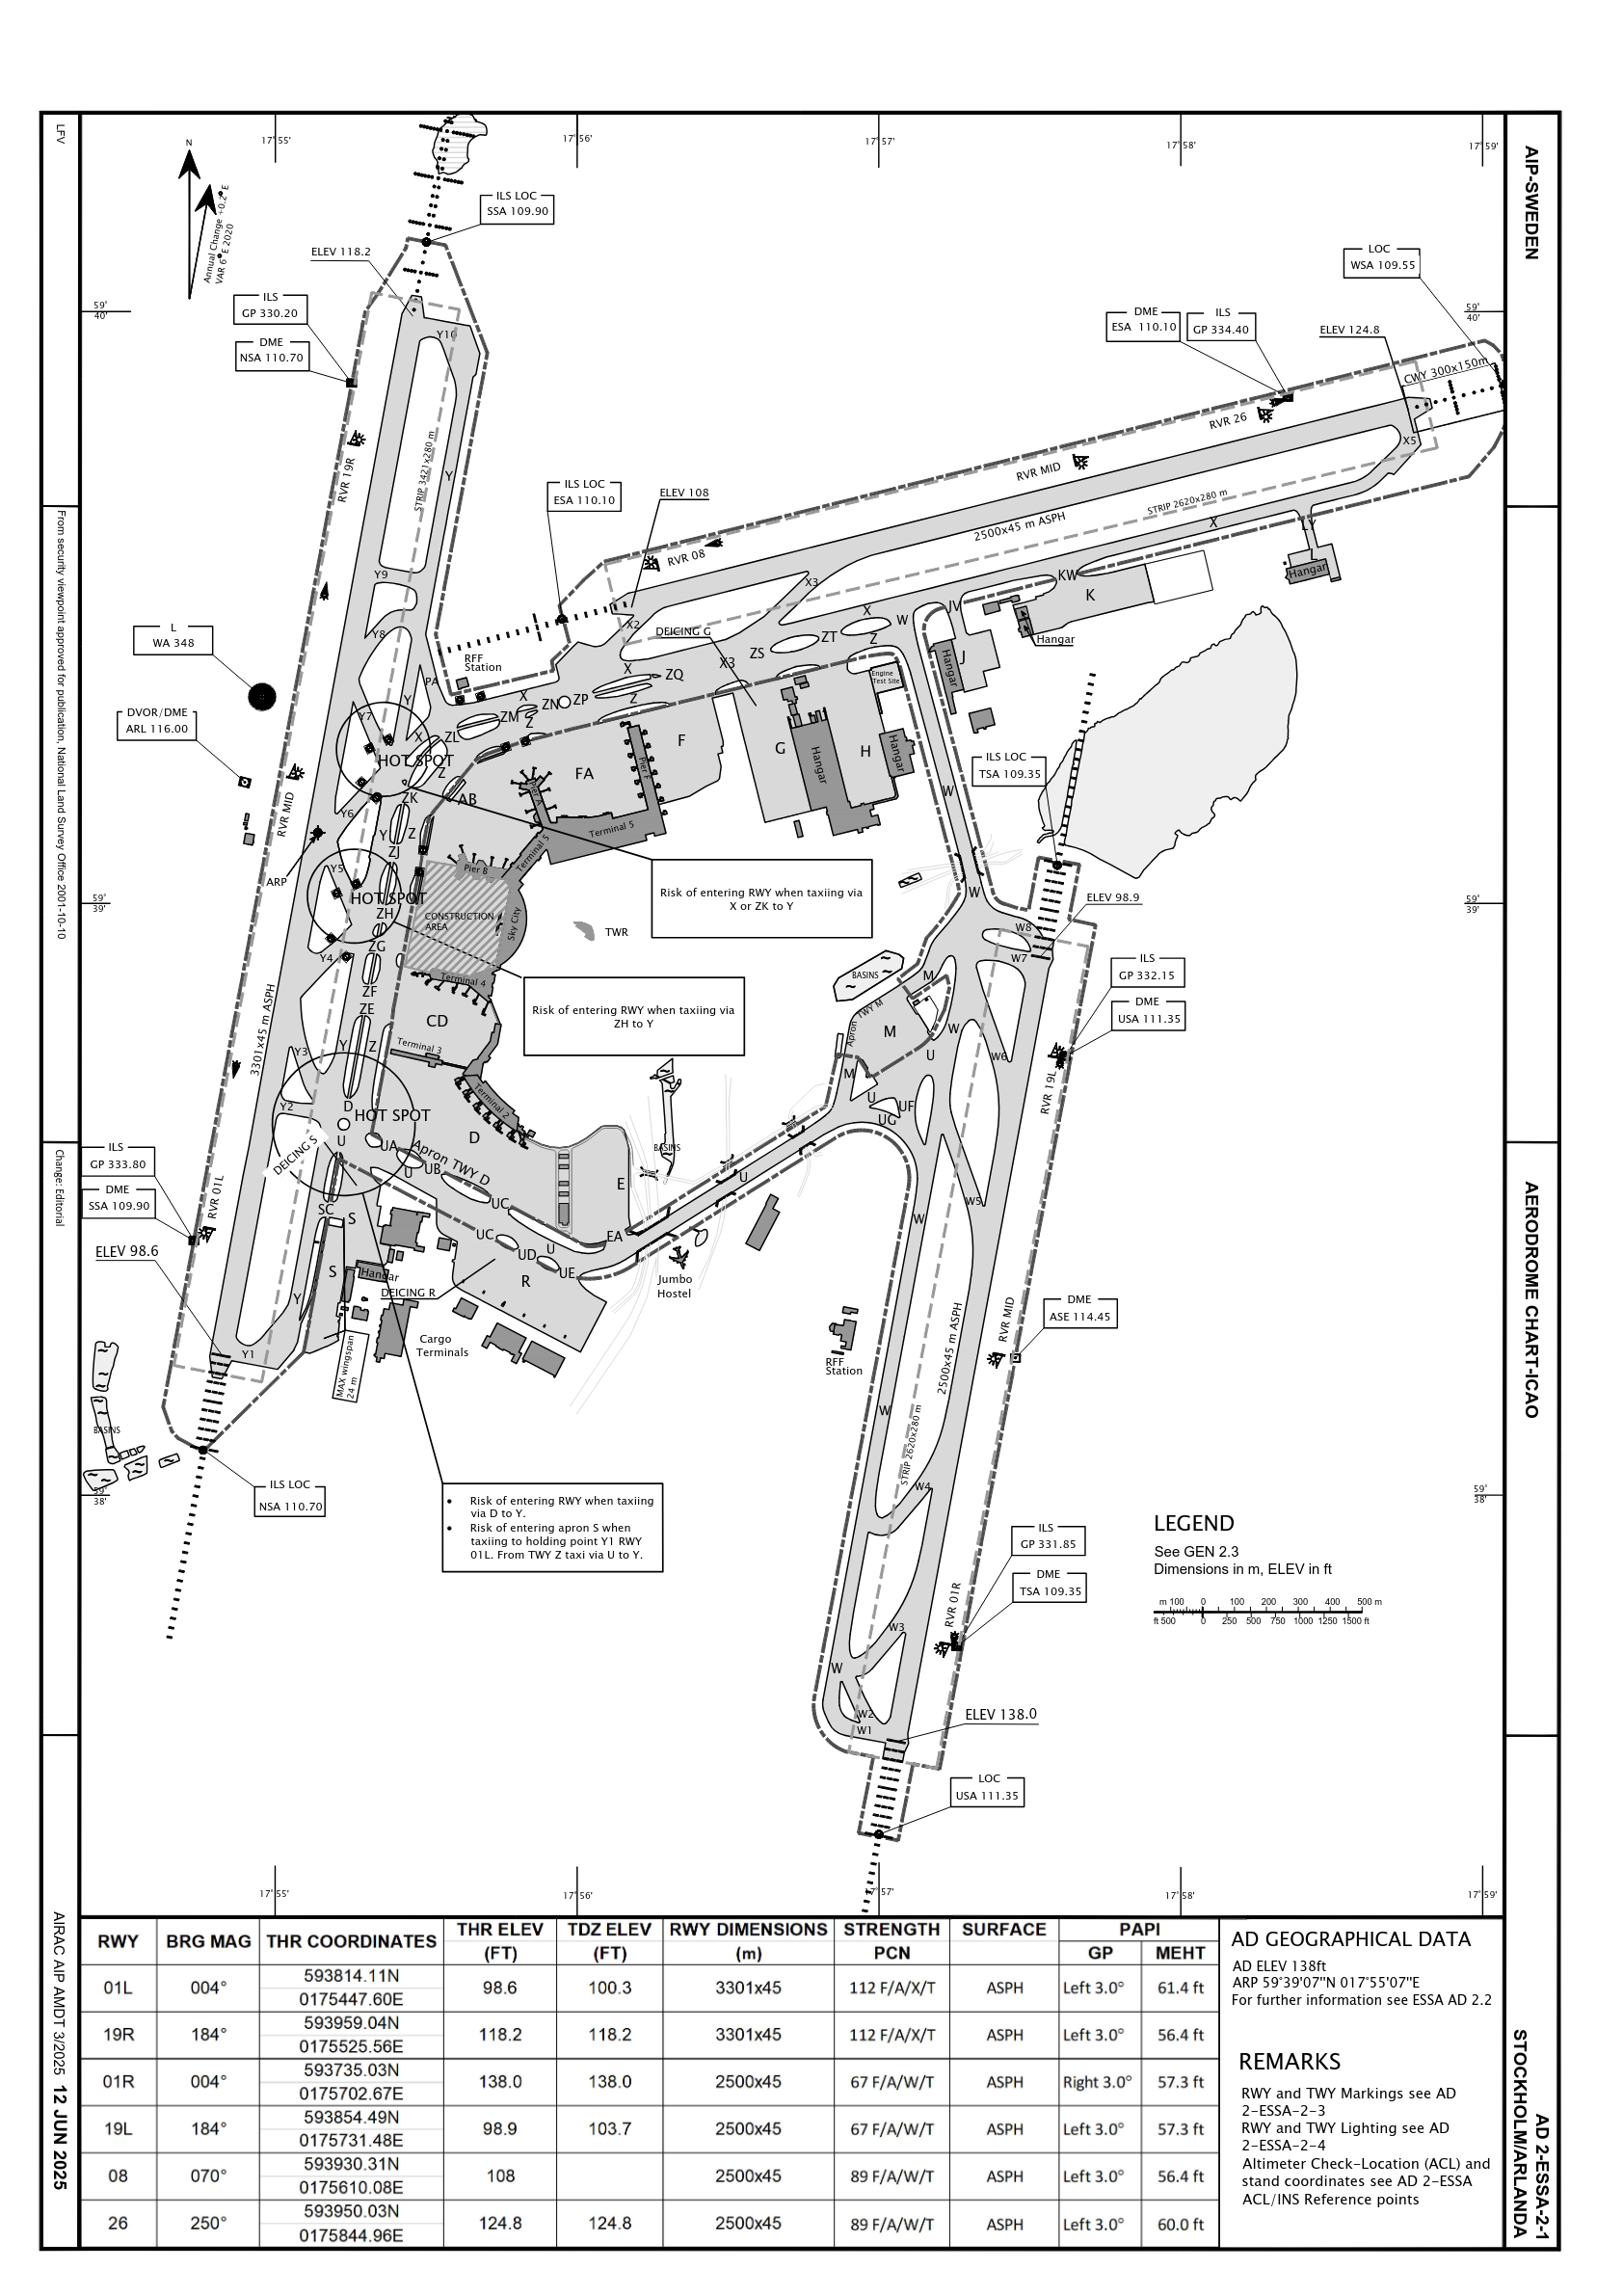 AIP-SWEDEN
AERODROME CHART-ICAO
AD 2-ESSA-2-1
STOCKHOLM/ARLANDA
LFV
From security viewpoint approved for publication, National Land Survey Office 2001-10-10
Change: Editorial
AIRAC AIP AMDT 3/2025 12 JUN 2025
17°55'
17°56'
17°57'
17°58'
17°59'
N
Annual Change +0.2°E
VAR 6°E 2020
59°
40'
59°
40'
ILS LOC
SSA 109.90
ELEV 118.2
ILS
GP 330.20
DME
NSA 110.70
LOC
WSA 109.55
DME
ESA 110.10
ILS
GP 334.40
ELEV 124.8
CWY 300x150m
Y10
RVR 19R
STRIP 3421x280 m
Y
RVR 26
X5
RVR MID
ILS LOC
ESA 110.10
ELEV 108
STRIP 2620x280 m
2500x45 m ASPH
X
LY
L
Hangar
RVR 08
Y9
X3
KW
K
JV
X2
X
W
Hangar
Y8
DEICING G
ZT
Z
J
Hangar
L
WA 348
RFF
Station
ZS
X3
X
ZQ
PA
Engine
Test Site
Y
X
ZN
ZP
Z
DVOR/DME
ARL 116.00
Y7
ZM
Z
X
ZL
F
G
H
Hangar
Hangar
HOT SPOT
Z
FA
Pier F
Pier A
ILS LOC
TSA 109.35
RVR MID
ZK
AB
W
Y6
Y
Z
Terminal 5
Terminal 5
ZJ
Pier B
ARP
Y5
HOT SPOT
ZH
CONSTRUCTION
AREA
Sky City
TWR
Risk of entering RWY when taxiing via
X or ZK to Y
W
ELEV 98.9
59°
39'
59°
39'
W8
W7
ZG
Y4
ZF
Terminal 4
ZE
CD
BASINS
M
ILS
GP 332.15
DME
USA 111.35
Risk of entering RWY when taxiing via
ZH to Y
Apron TWY M
M
W
U
W6
3301x45 m ASPH
Y3
Y
Z
Terminal 3
M
RVR 19L
Y2
D
HOT SPOT
Terminal 2
U
UF
UG
U
DEICING S
UA
Apron TWY D
D
BASINS
ILS
GP 333.80
DME
SSA 109.90
U
UB
UC
E
U
W5
W
RVR 01L
SC
S
UC
U
EA
UD
UE
ELEV 98.6
S
Hangar
R
Jumbo
Hostel
DEICING R
DME
ASE 114.45
RVR MID
Y
Y1
Cargo
Terminals
MAX wingspan
24 m
RFF
Station
2500x45 m ASPH
W
STRIP 2620x280 m
BASINS
ILS LOC
NSA 110.70
59°
38'
59°
38'
W4
• Risk of entering RWY when taxiing
via D to Y.
• Risk of entering apron S when
taxiing to holding point Y1 RWY
01L. From TWY Z taxi via U to Y.
LEGEND
See GEN 2.3
Dimensions in m, ELEV in ft
m 100 0 100 200 300 400 500 m
ft 500 0 250 500 750 1000 1250 1500 ft
ILS
GP 331.85
DME
TSA 109.35
RVR 01R
W3
W
W2
W1
ELEV 138.0
LOC
USA 111.35
17°55'
17°56'
17°57'
17°58'
17°59'
RWY BRG MAG THR COORDINATES THR ELEV (FT) TDZ ELEV (FT) RWY DIMENSIONS (m) STRENGTH PCN SURFACE PAPI GP MEHT
01L 004° 593814.11N 0175447.60E 98.6 100.3 3301x45 112 F/A/X/T ASPH Left 3.0° 61.4 ft
19R 184° 593959.04N 0175525.56E 118.2 118.2 3301x45 112 F/A/X/T ASPH Left 3.0° 56.4 ft
01R 004° 593735.03N 0175702.67E 138.0 138.0 2500x45 67 F/A/W/T ASPH Right 3.0° 57.3 ft
19L 184° 593854.49N 0175731.48E 98.9 103.7 2500x45 67 F/A/W/T ASPH Left 3.0° 57.3 ft
08 070° 593930.31N 0175610.08E 108 2500x45 89 F/A/W/T ASPH Left 3.0° 56.4 ft
26 250° 593950.03N 0175844.96E 124.8 124.8 2500x45 89 F/A/W/T ASPH Left 3.0° 60.0 ft
AD GEOGRAPHICAL DATA
AD ELEV 138ft
ARP 59°39'07"N 017°55'07"E
For further information see ESSA AD 2.2
REMARKS
RWY and TWY Markings see AD
2-ESSA-2-3
RWY and TWY Lighting see AD
2-ESSA-2-4
Altimeter Check-Location (ACL) and
stand coordinates see AD 2-ESSA
ACL/INS Reference points